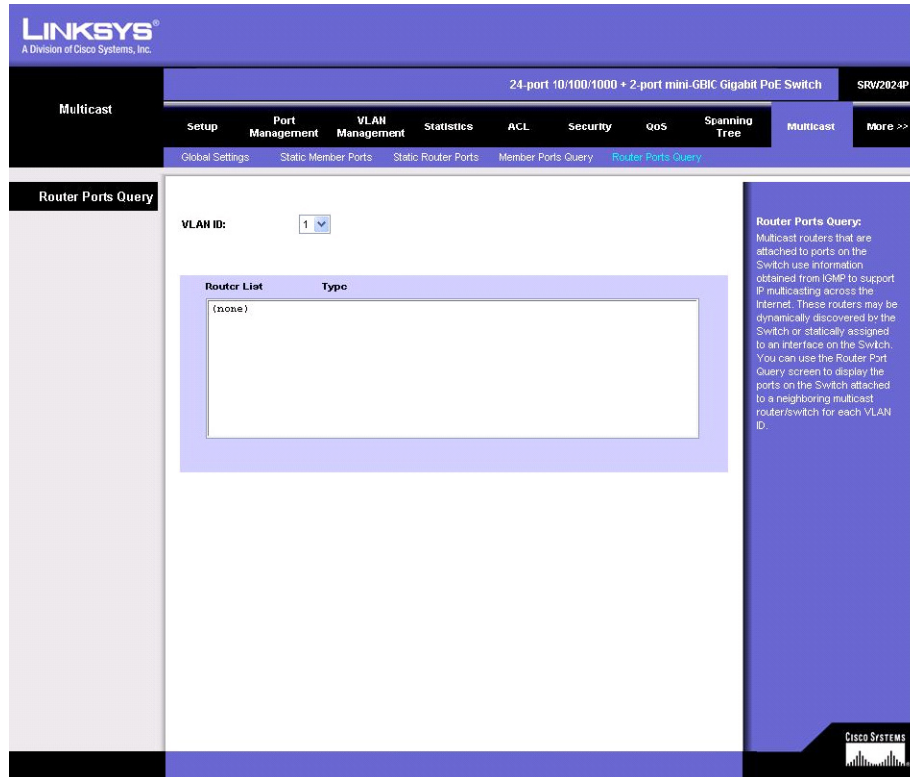 LINKSYS®
A Division of Cisco Systems, Inc.
24-port 10/100/1000 + 2-port mini-GBIC Gigabit PoE Switch SRW2024P
Multicast
Setup Port Management VLAN Management Statistics ACL Security QoS Spanning Tree Multicast More >>
Global Settings Static Member Ports Static Router Ports Member Ports Query Router Ports Query
Router Ports Query
VLAN ID: 1
Router List Type
(none)
Router Ports Query:
Multicast routers that are
attached to ports on the
Switch use information
obtained from IGMP to support
IP multicasting across the
Internet. These routers may be
dynamically discovered by the
Switch or statically assigned
to an interface on the Switch.
You can use the Router Port
Query screen to display the
ports on the Switch attached
to a neighboring multicast
router/switch for each VLAN
ID.
CISCO SYSTEMS